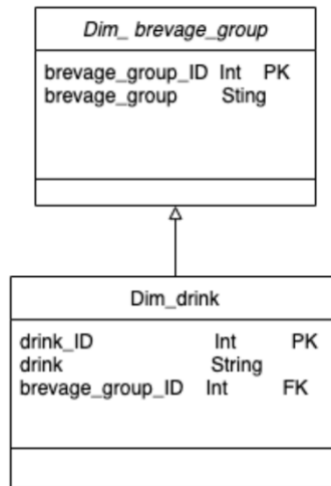 Dim_ brevage_group
brevage_group_ID Int PK
brevage_group Sting
Dim_drink
drink_ID Int PK
drink String
brevage_group_ID Int FK